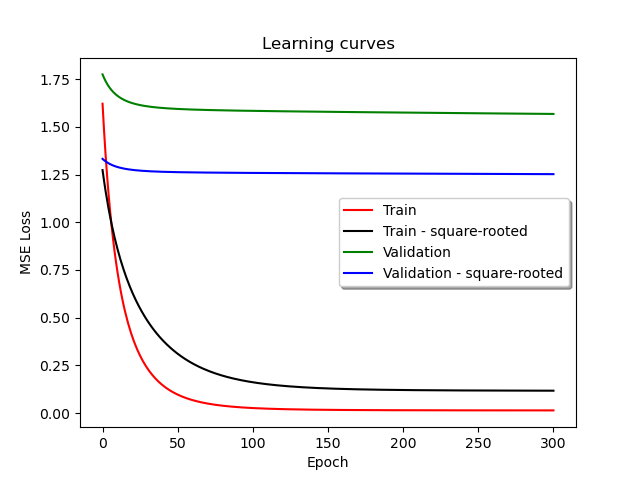 Learning curves
MSE Loss
1.75
1.50
1.25
1.00
0.75
0.50
0.25
0.00
Train
Train - square-rooted
Validation
Validation - square-rooted
0 50 100 150 200 250 300
Epoch